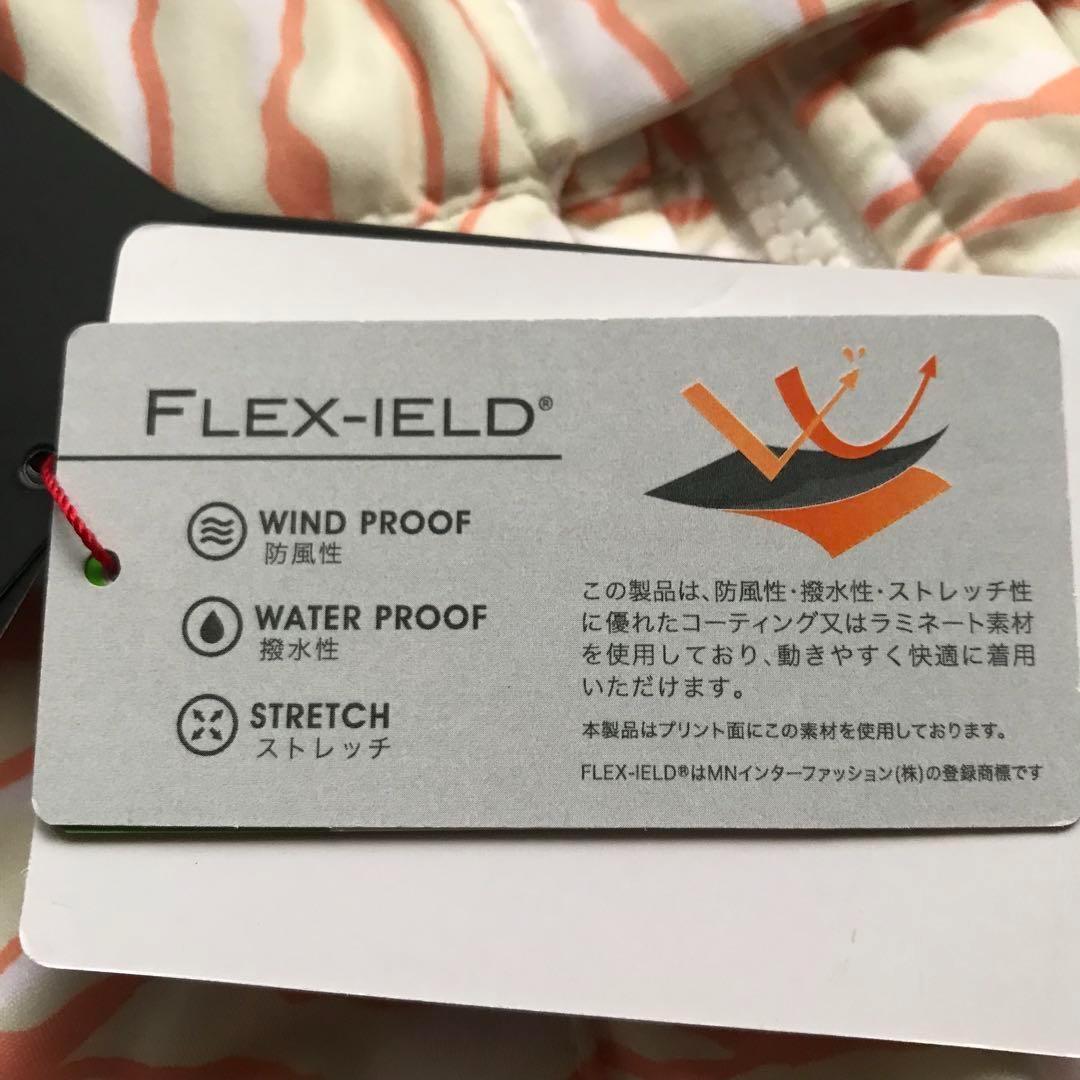 FLEX-IELD®
WIND PROOF
防風性
WATER PROOF
撥水性
STRETCH
ストレッチ
この製品は、防風性・撥水性・ストレッチ性
に優れたコーティング又はラミネート素材
を使用しており、動きやすく快適に着用
いただけます。
本製品はプリント面にこの素材を使用しております。
FLEX-IELD®はMNインターファッション(株)の登録商標です